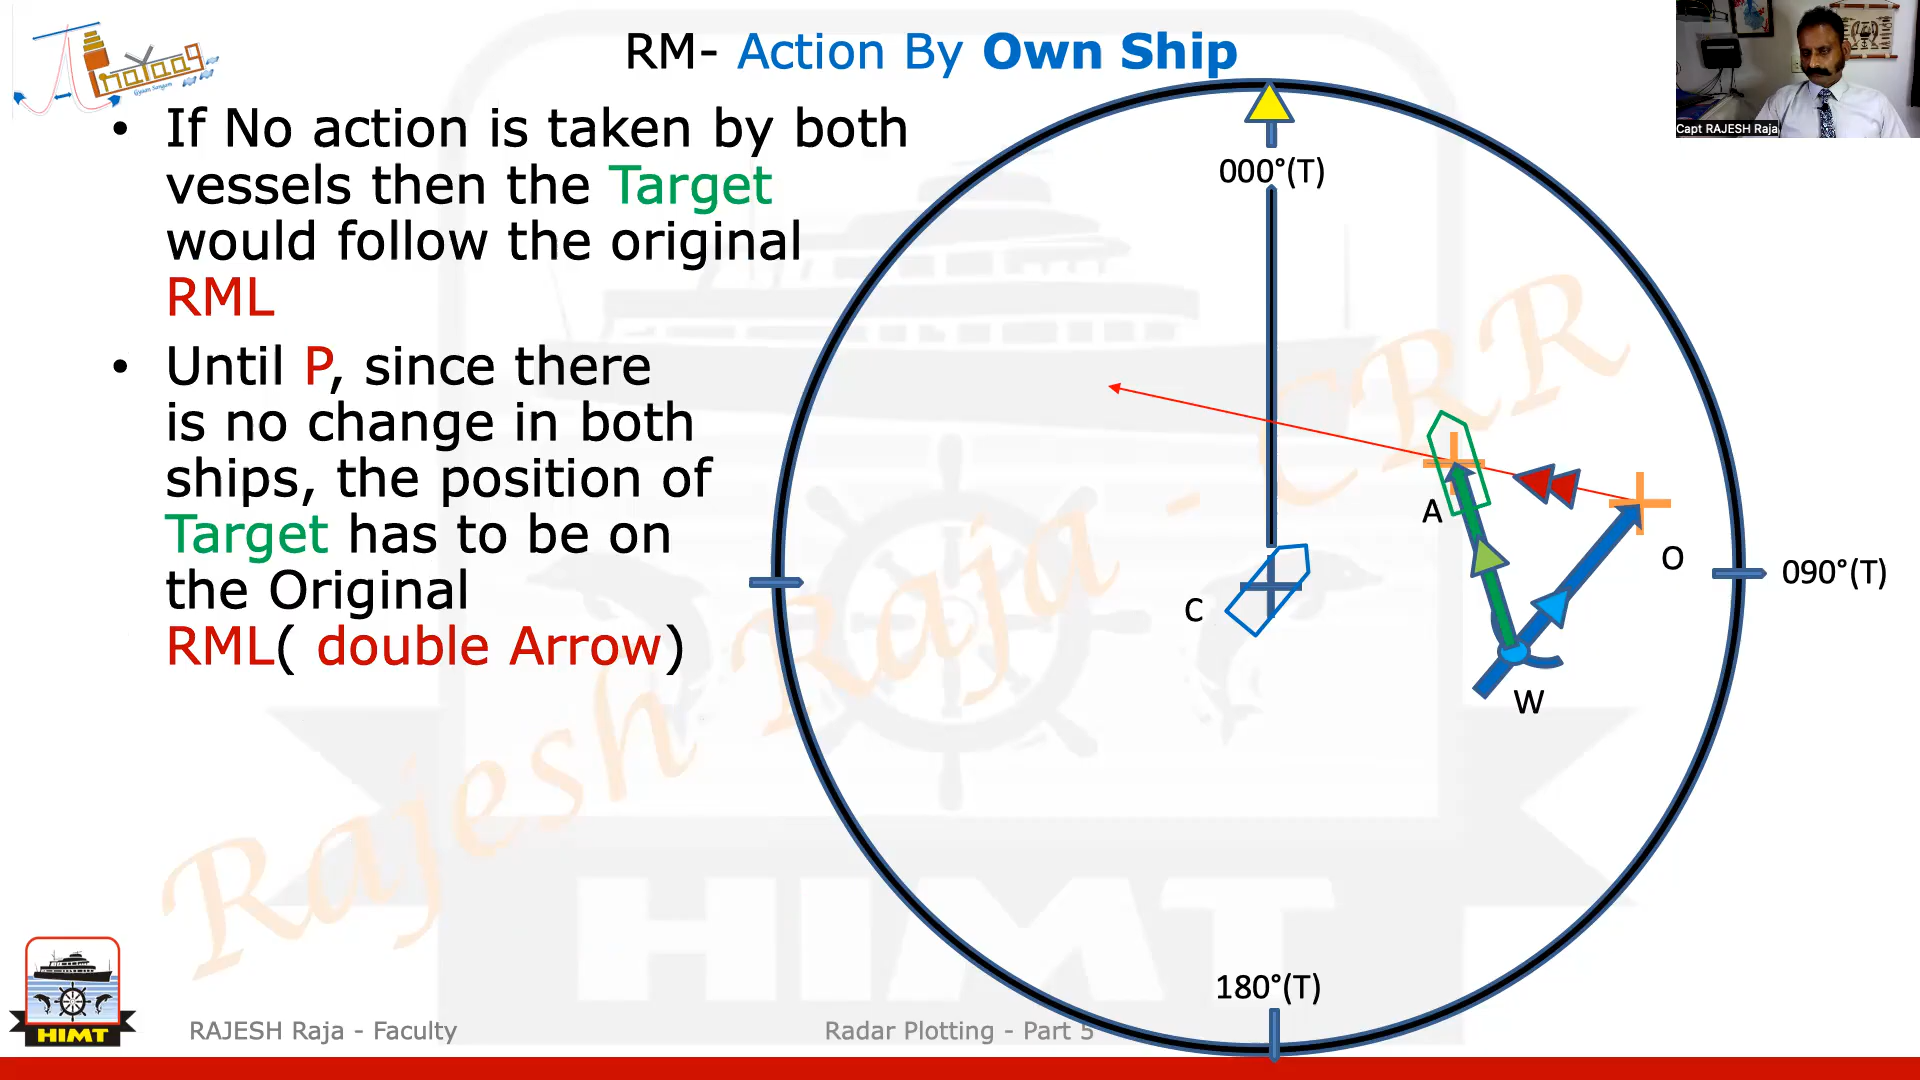 RM- Action By Own Ship
• If No action is taken by both
vessels then the Target
would follow the original
RML
• Until P, since there
is no change in both
ships, the position of
Target has to be on
the Original
RML( double Arrow)
000°(T)
090°(T)
180°(T)
A
O
C
W
Capt RAJESH Raja
Rajesh Raja - CRR
HIMT
HIMT
RAJESH Raja - Faculty
Radar Plotting - Part 5